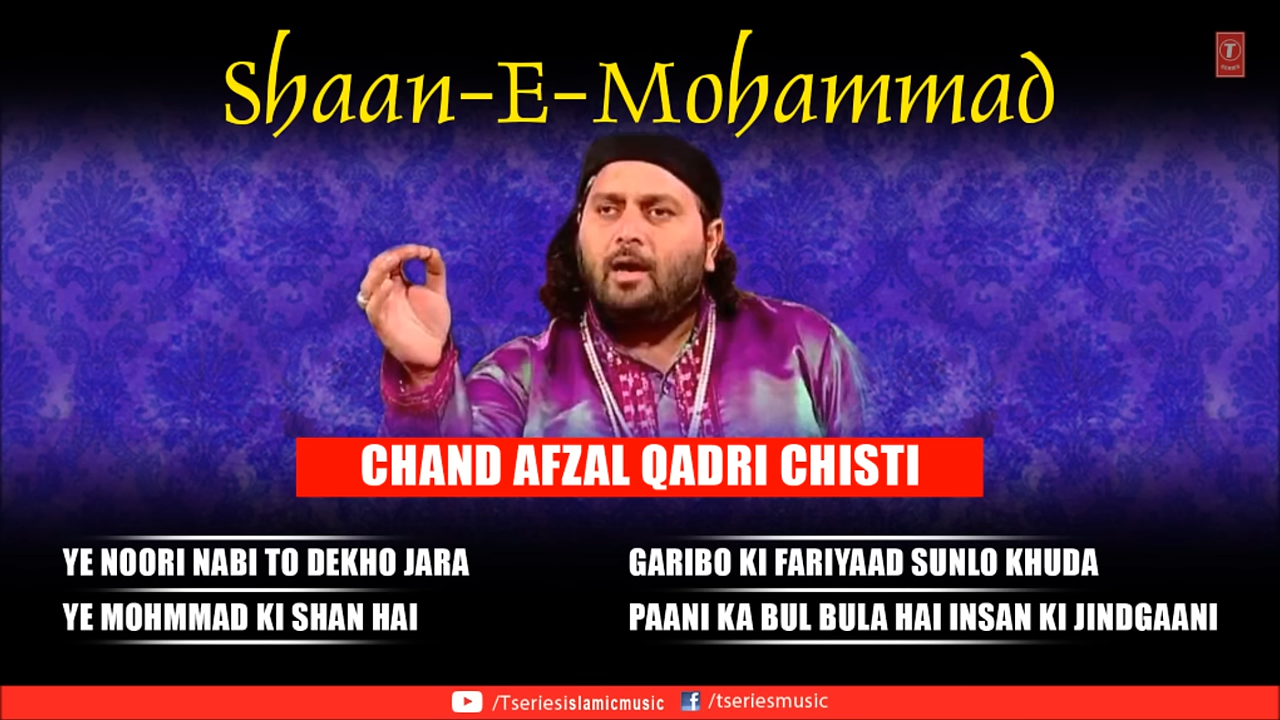 Shaan-E-Mohammad
T
SERIES
CHAND AFZAL QADRI CHISTI
YE NOORI NABI TO DEKHO JARA
GARIBO KI FARIYAAD SUNLO KHUDA
YE MOHMMAD KI SHAN HAI
PAANI KA BUL BULA HAI INSAN KI JINDGAANI
/Tseriesislamicmusic f /tseriesmusic